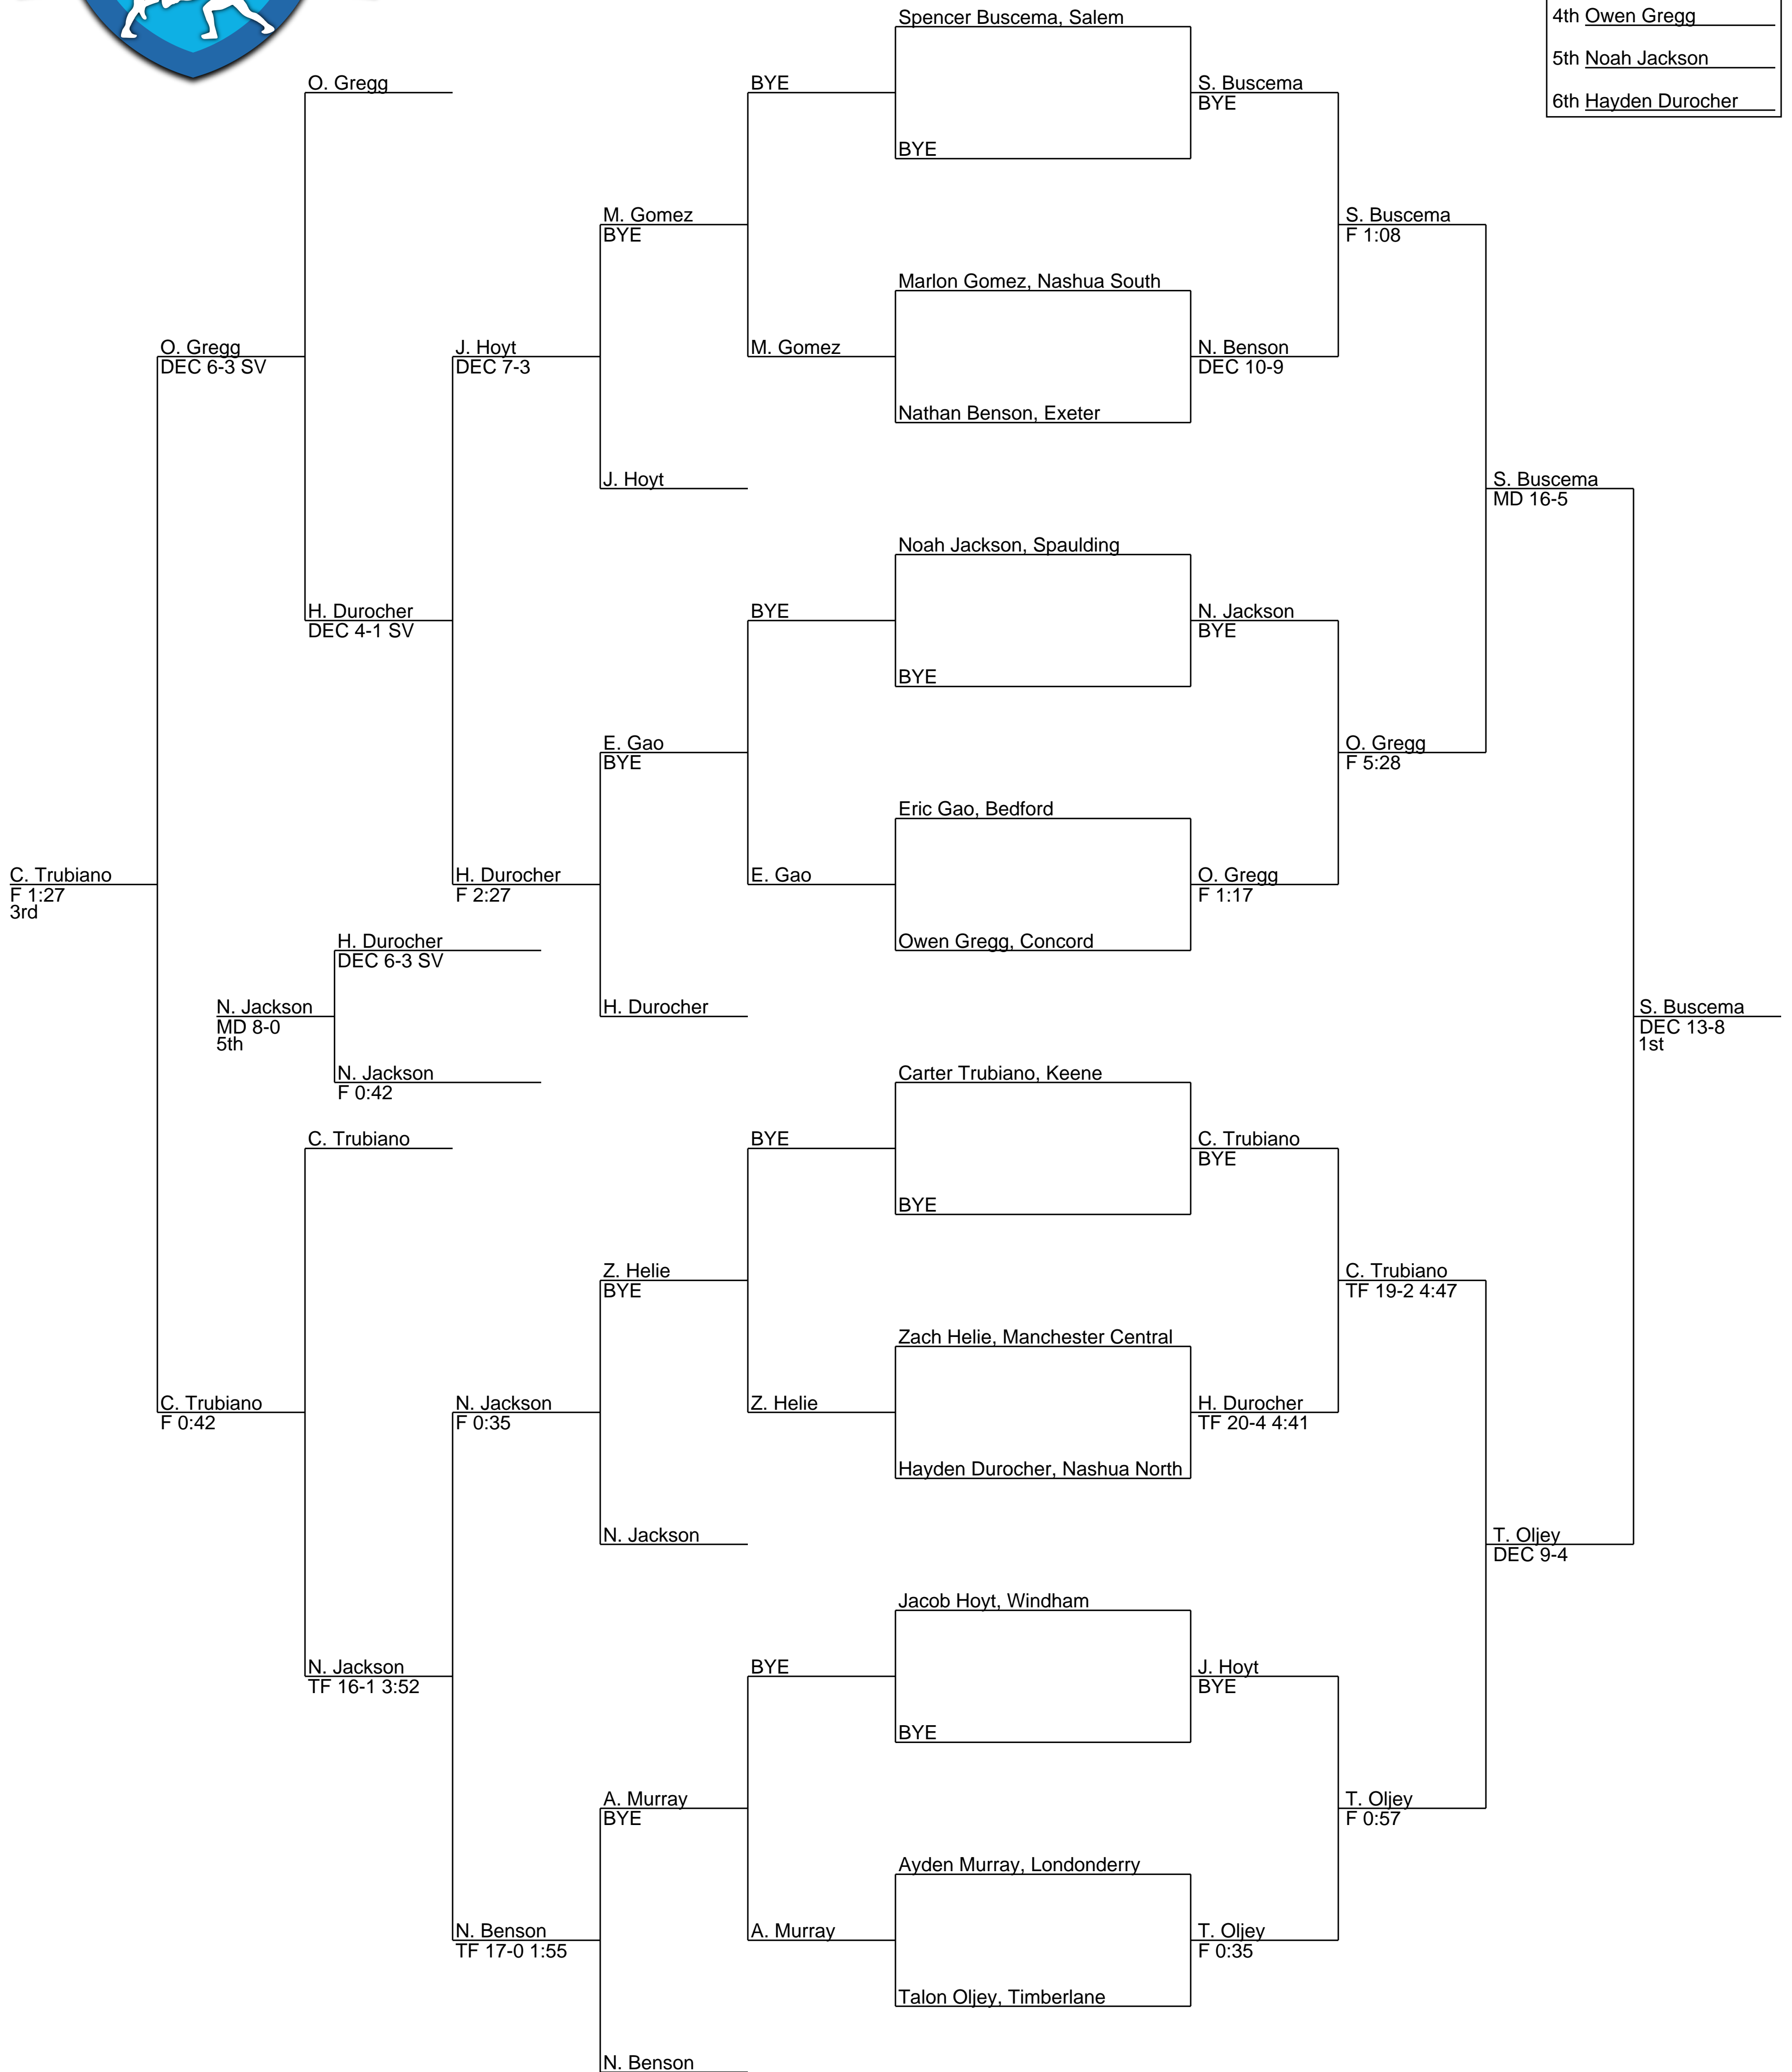 Spencer Buscema, Salem
4th Owen Gregg
5th Noah Jackson
6th Hayden Durocher
O. Gregg
BYE
S. Buscema
BYE
BYE
M. Gomez
BYE
S. Buscema
F 1:08
Marlon Gomez, Nashua South
O. Gregg
DEC 6-3 SV
J. Hoyt
DEC 7-3
M. Gomez
N. Benson
DEC 10-9
Nathan Benson, Exeter
J. Hoyt
S. Buscema
MD 16-5
Noah Jackson, Spaulding
H. Durocher
DEC 4-1 SV
BYE
N. Jackson
BYE
BYE
E. Gao
BYE
O. Gregg
F 5:28
Eric Gao, Bedford
C. Trubiano
F 1:27
3rd
H. Durocher
F 2:27
E. Gao
O. Gregg
F 1:17
H. Durocher
DEC 6-3 SV
Owen Gregg, Concord
N. Jackson
MD 8-0
5th
H. Durocher
S. Buscema
DEC 13-8
1st
N. Jackson
F 0:42
Carter Trubiano, Keene
C. Trubiano
BYE
C. Trubiano
BYE
BYE
Z. Helie
BYE
C. Trubiano
TF 19-2 4:47
Zach Helie, Manchester Central
C. Trubiano
F 0:42
N. Jackson
F 0:35
Z. Helie
H. Durocher
TF 20-4 4:41
Hayden Durocher, Nashua North
N. Jackson
T. Oljey
DEC 9-4
Jacob Hoyt, Windham
N. Jackson
TF 16-1 3:52
BYE
J. Hoyt
BYE
BYE
A. Murray
BYE
T. Oljey
F 0:57
Ayden Murray, Londonderry
N. Benson
TF 17-0 1:55
A. Murray
T. Oljey
F 0:35
Talon Oljey, Timberlane
N. Benson